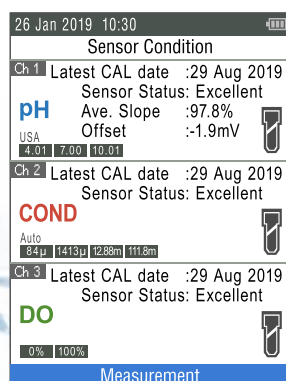 26 Jan 2019 10:30
Sensor Condition
Ch 1 Latest CAL date :29 Aug 2019
Sensor Status: Excellent
pH Ave. Slope :97.8%
Offset :-1.9mV
USA
4.01 7.00 10.01
Ch 2 Latest CAL date :29 Aug 2019
Sensor Status: Excellent
COND
Auto
84µ 1413µ 12.88m 111.8m
Ch 3 Latest CAL date :29 Aug 2019
Sensor Status: Excellent
DO
0% 100%
Measurement